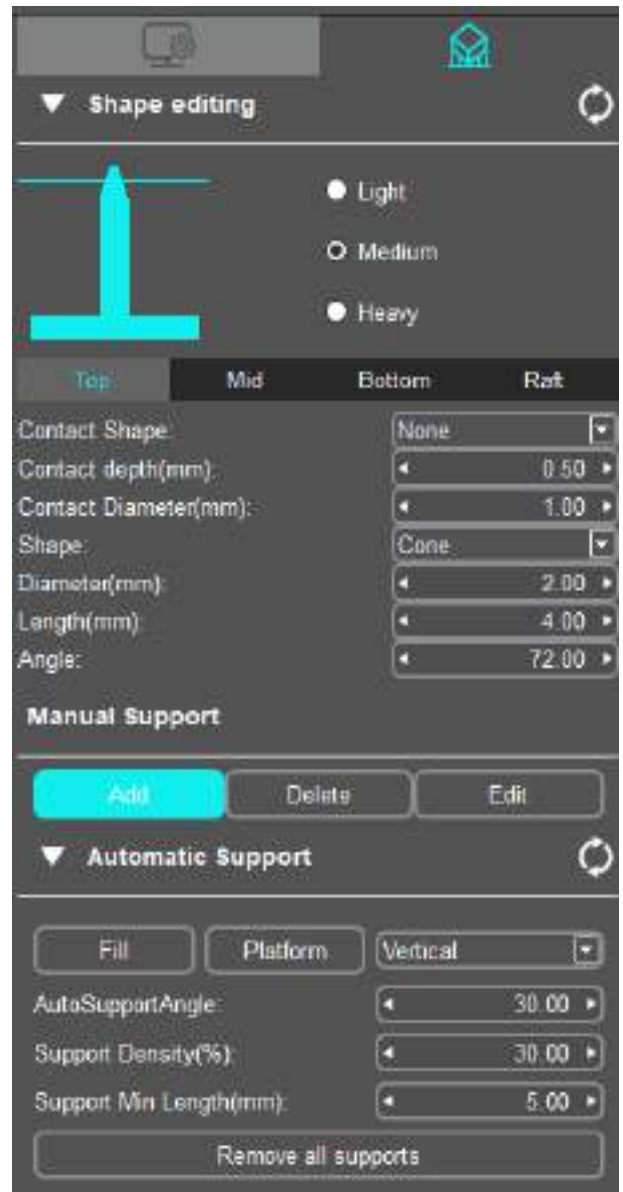 Shape editing
Light
Medium
Heavy
Top Mid Bottom Raft
Contact Shape: None
Contact depth(mm): 0.50
Contact Diameter(mm): 1.00
Shape: Cone
Diameter(mm): 2.00
Length(mm): 4.00
Angle: 72.00
Manual Support
Add Delete Edit
Automatic Support
Fill Platform Vertical
AutoSupportAngle: 30.00
Support Density(%): 30.00
Support Min Length(mm): 5.00
Remove all supports